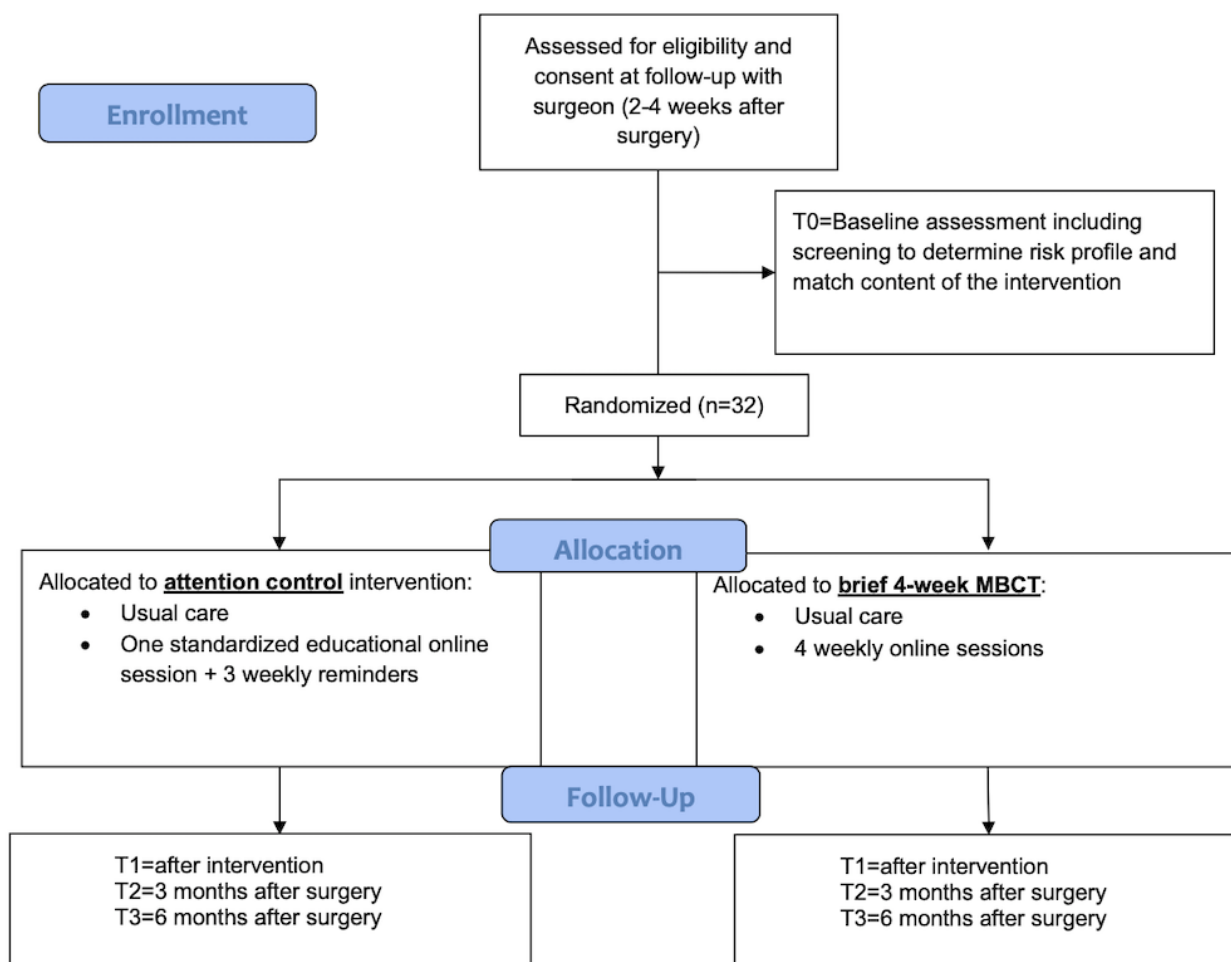 Assessed for eligibility and
consent at follow-up with
surgeon (2-4 weeks after
surgery)
Enrollment
T0=Baseline assessment including
screening to determine risk profile and
match content of the intervention
Randomized (n=32)
Allocation
Allocated to attention control intervention:
• Usual care
• One standardized educational online
session + 3 weekly reminders
Allocated to brief 4-week MBCT:
• Usual care
• 4 weekly online sessions
Follow-Up
T1=after intervention
T2=3 months after surgery
T3=6 months after surgery
T1=after intervention
T2=3 months after surgery
T3=6 months after surgery